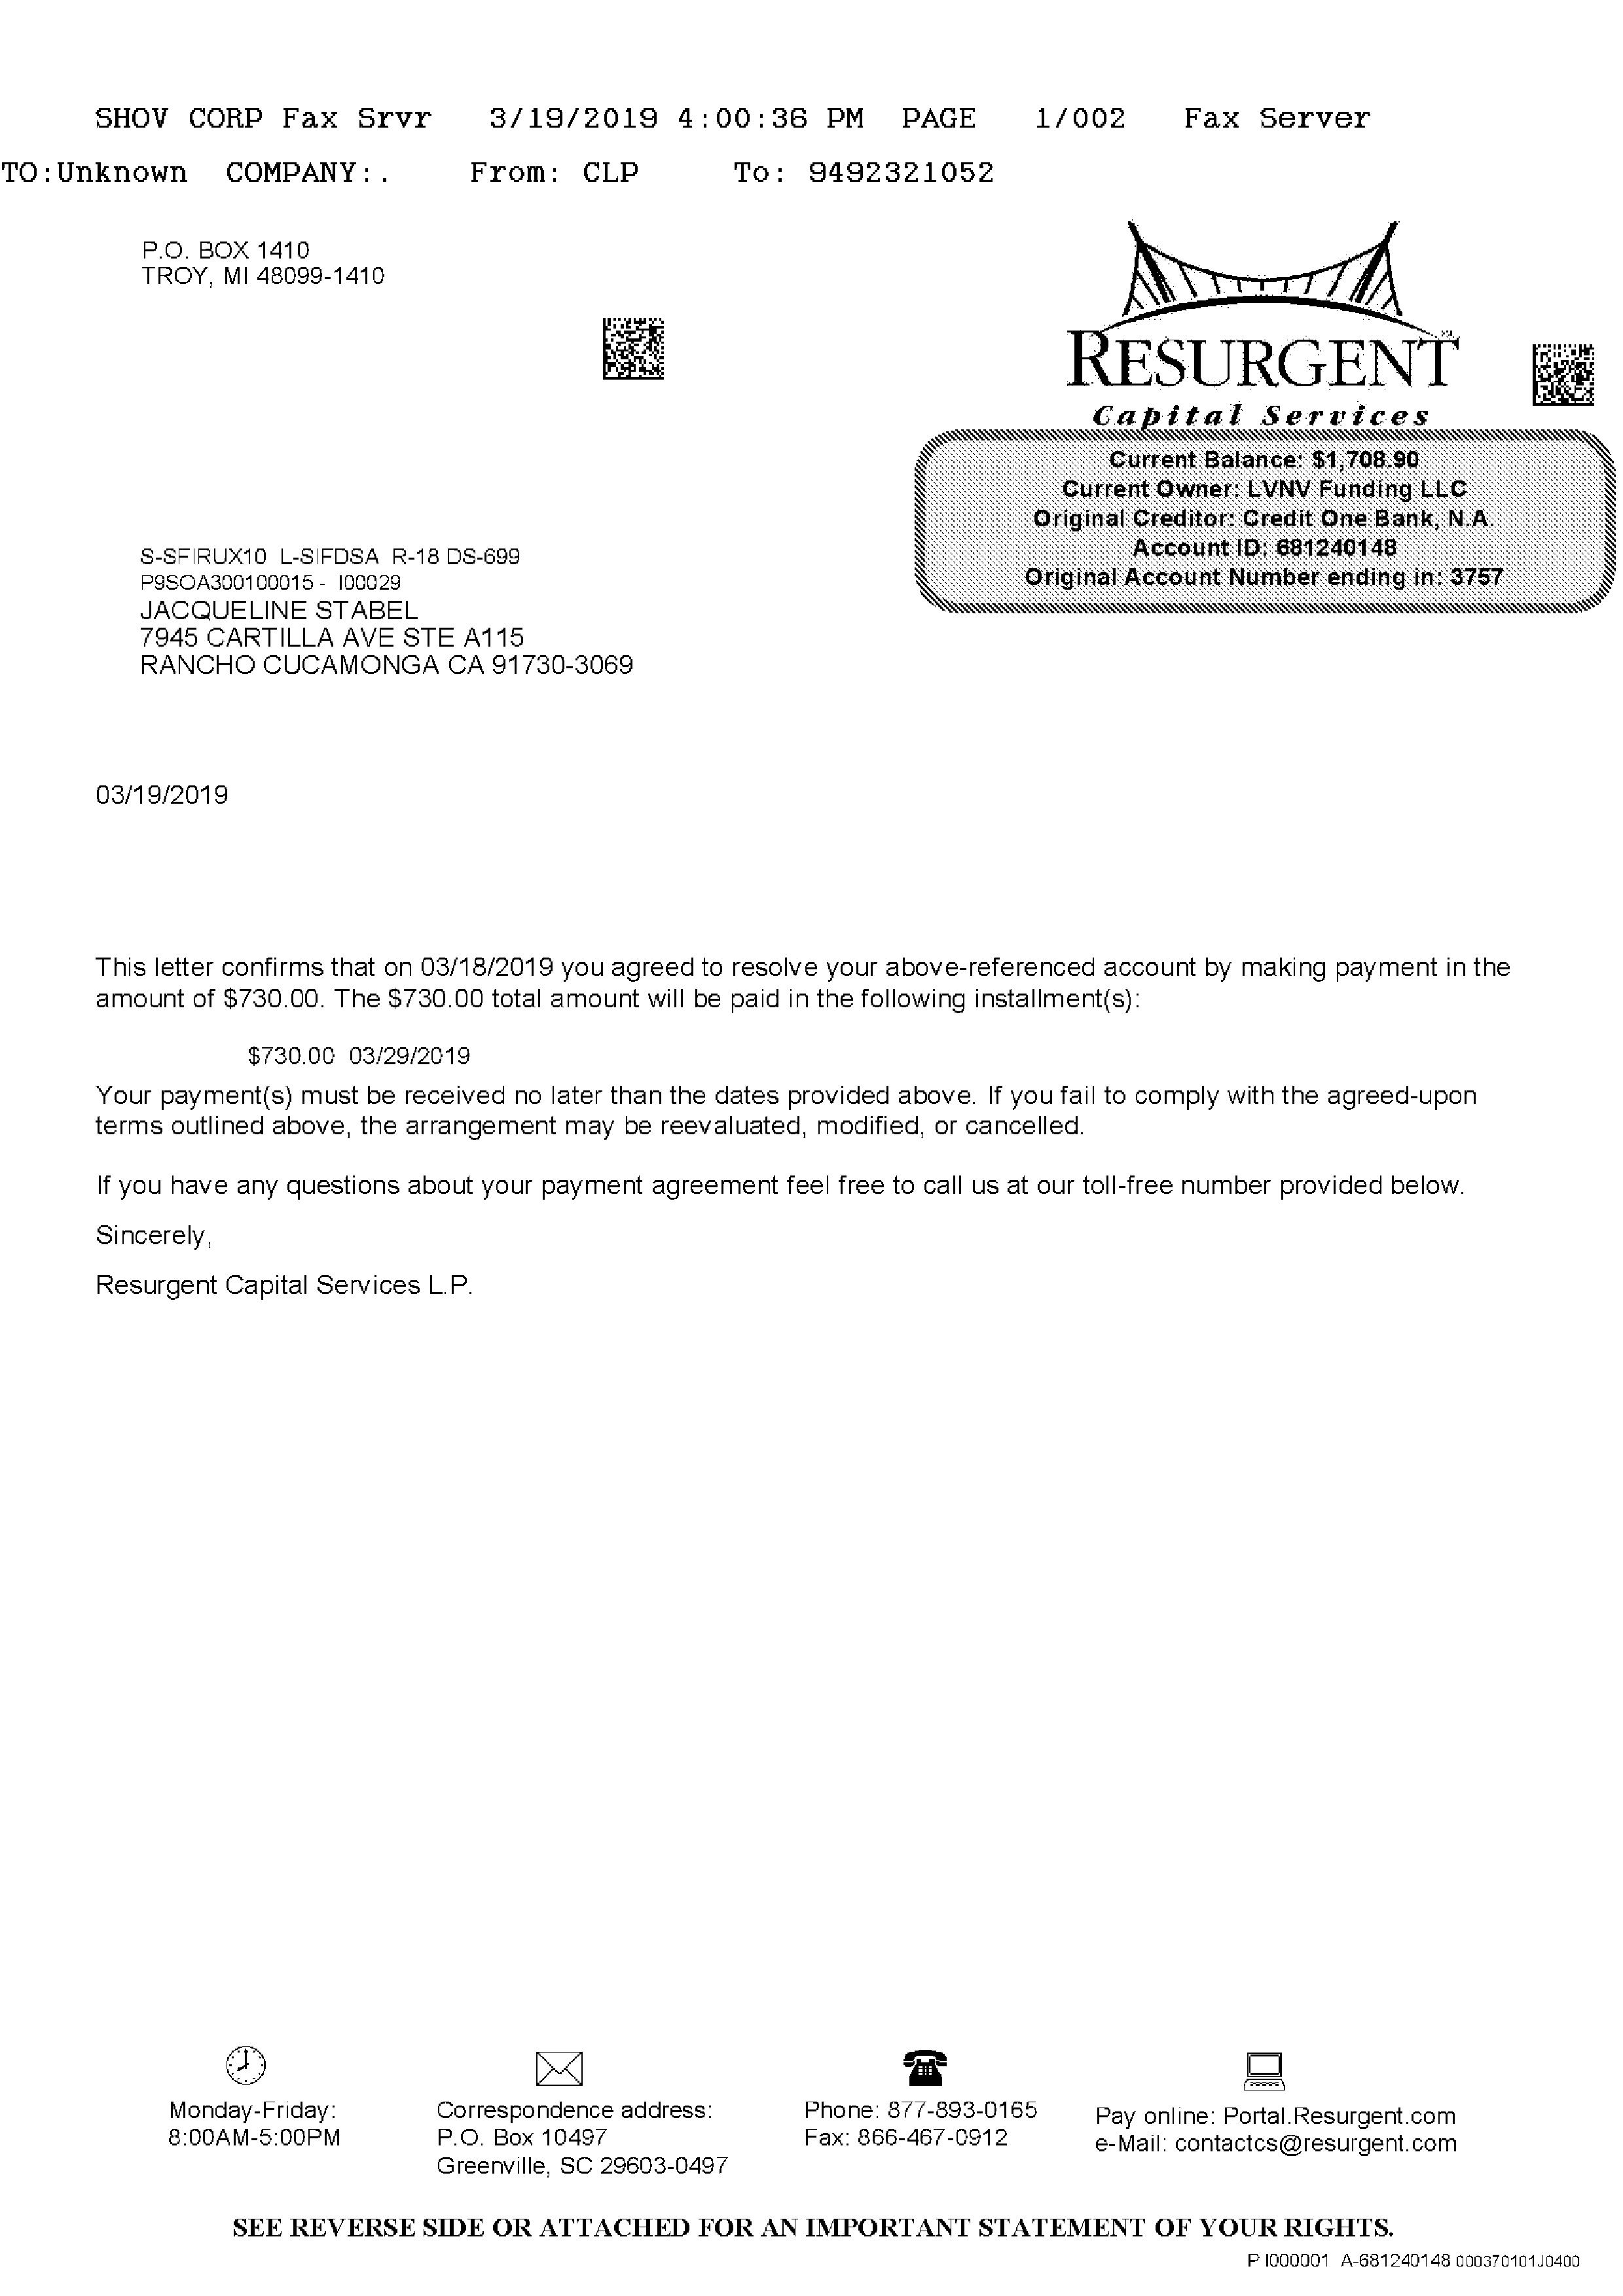 SHOV CORP Fax Srvr 3/19/2019 4:00:36 PM PAGE 1/002 Fax Server
TO:Unknown COMPANY:. From: CLP To: 9492321052
P.O. BOX 1410
TROY, MI 48099-1410
RESURGENT
Capital Services
Current Balance: $1,708.90
Current Owner: LVNV Funding LLC
Original Creditor: Credit One Bank, N.A.
Account ID: 681240148
Original Account Number ending in: 3757
S-SFIRUX10 L-SIFDSA R-18 DS-699
P9SOA300100015 - I00029
JACQUELINE STABEL
7945 CARTILLA AVE STE A115
RANCHO CUCAMONGA CA 91730-3069
03/19/2019
This letter confirms that on 03/18/2019 you agreed to resolve your above-referenced account by making payment in the
amount of $730.00. The $730.00 total amount will be paid in the following installment(s):
$730.00 03/29/2019
Your payment(s) must be received no later than the dates provided above. If you fail to comply with the agreed-upon
terms outlined above, the arrangement may be reevaluated, modified, or cancelled.
If you have any questions about your payment agreement feel free to call us at our toll-free number provided below.
Sincerely,
Resurgent Capital Services L.P.
Monday-Friday:
8:00AM-5:00PM
Correspondence address:
P.O. Box 10497
Greenville, SC 29603-0497
Phone: 877-893-0165
Fax: 866-467-0912
Pay online: Portal.Resurgent.com
e-Mail: contactcs@resurgent.com
SEE REVERSE SIDE OR ATTACHED FOR AN IMPORTANT STATEMENT OF YOUR RIGHTS.
P I000001 A-681240148 000370101J0400